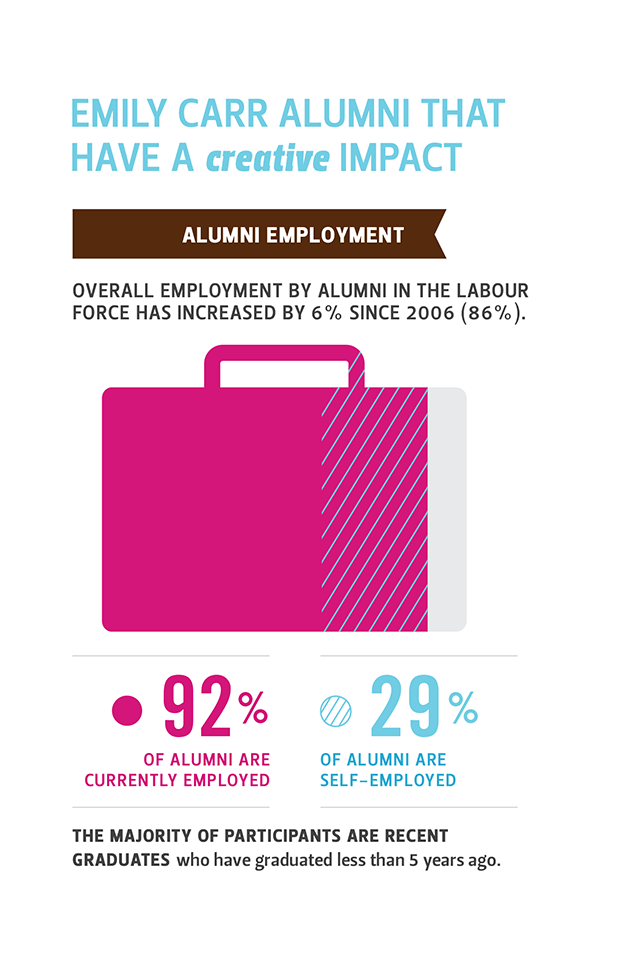 EMILY CARR ALUMNI THAT
HAVE A creative IMPACT
ALUMNI EMPLOYMENT
OVERALL EMPLOYMENT BY ALUMNI IN THE LABOUR
FORCE HAS INCREASED BY 6% SINCE 2006 (86%).
92%
OF ALUMNI ARE
CURRENTLY EMPLOYED
29%
OF ALUMNI ARE
SELF-EMPLOYED
THE MAJORITY OF PARTICIPANTS ARE RECENT
GRADUATES who have graduated less than 5 years ago.